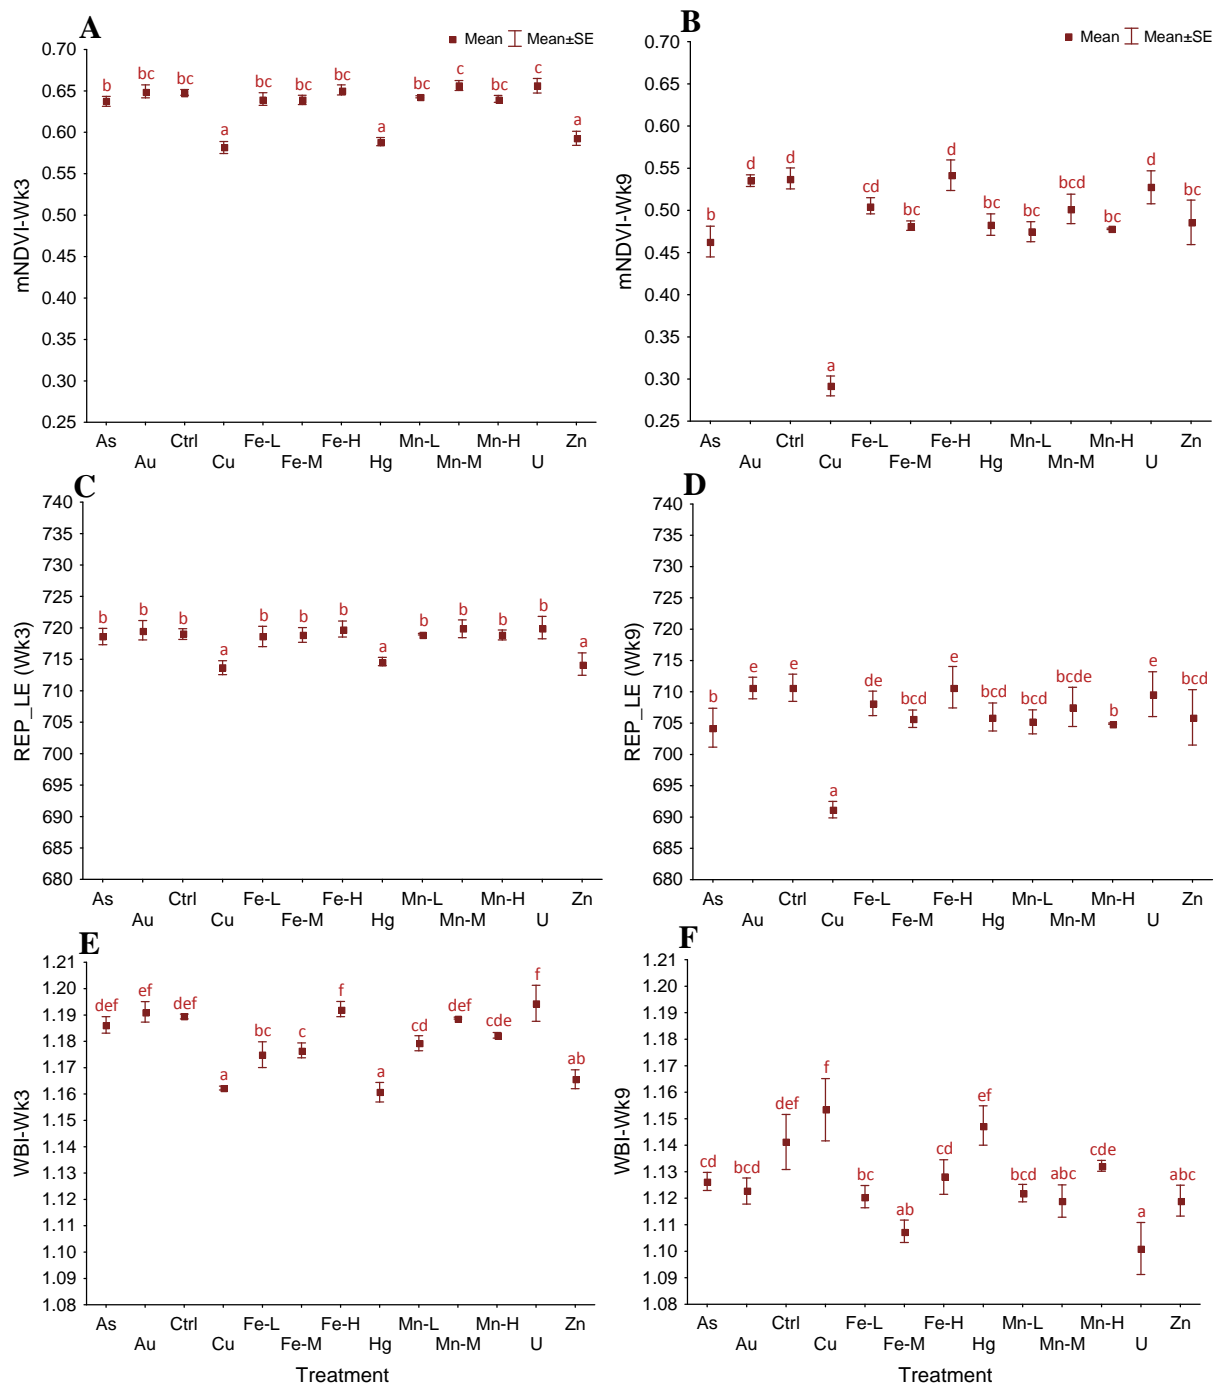 A
Mean Mean±SE
0.70
0.65
0.60
0.55
0.50
0.45
0.40
0.35
0.30
0.25
mNDVI-Wk3
b bc bc a bc bc bc a bc c bc c a
As Ctrl Fe-L Fe-H Mn-L Mn-H Zn
Au Cu Fe-M Hg Mn-M U
B
Mean Mean±SE
0.70
0.65
0.60
0.55
0.50
0.45
0.40
0.35
0.30
0.25
mNDVI-Wk9
b d d a cd bc d bc bc bcd bc d bc
As Ctrl Fe-L Fe-H Mn-L Mn-H Zn
Au Cu Fe-M Hg Mn-M U
C
740
735
730
725
720
715
710
705
700
695
690
685
680
REP_LE (Wk3)
b b b a b b b a b b b b a
As Ctrl Fe-L Fe-H Mn-L Mn-H Zn
Au Cu Fe-M Hg Mn-M U
D
740
735
730
725
720
715
710
705
700
695
690
685
680
REP_LE (Wk9)
b e e a de bcd e bcd bcd bcde b e bcd
As Ctrl Fe-L Fe-H Mn-L Mn-H Zn
Au Cu Fe-M Hg Mn-M U
E
1.21
1.20
1.19
1.18
1.17
1.16
1.15
1.14
1.13
1.12
1.11
1.10
1.09
1.08
WBI-Wk3
def ef def a bc c f a cd def cde f ab
As Ctrl Fe-L Fe-H Mn-L Mn-H Zn
Au Cu Fe-M Hg Mn-M U
Treatment
F
1.21
1.20
1.19
1.18
1.17
1.16
1.15
1.14
1.13
1.12
1.11
1.10
1.09
1.08
WBI-Wk9
cd bcd def f bc ab cd ef bcd abc cde a abc
As Ctrl Fe-L Fe-H Mn-L Mn-H Zn
Au Cu Fe-M Hg Mn-M U
Treatment